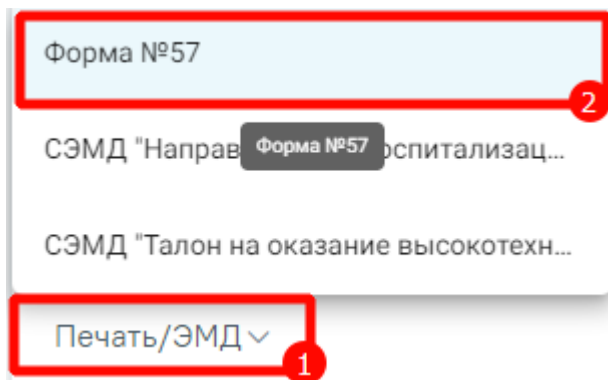 Форма №57
2
СЭМД "Направ
Форма №57
оспитализац...
СЭМД "Талон на оказание высокотехн...
Печать/ЭМД
1